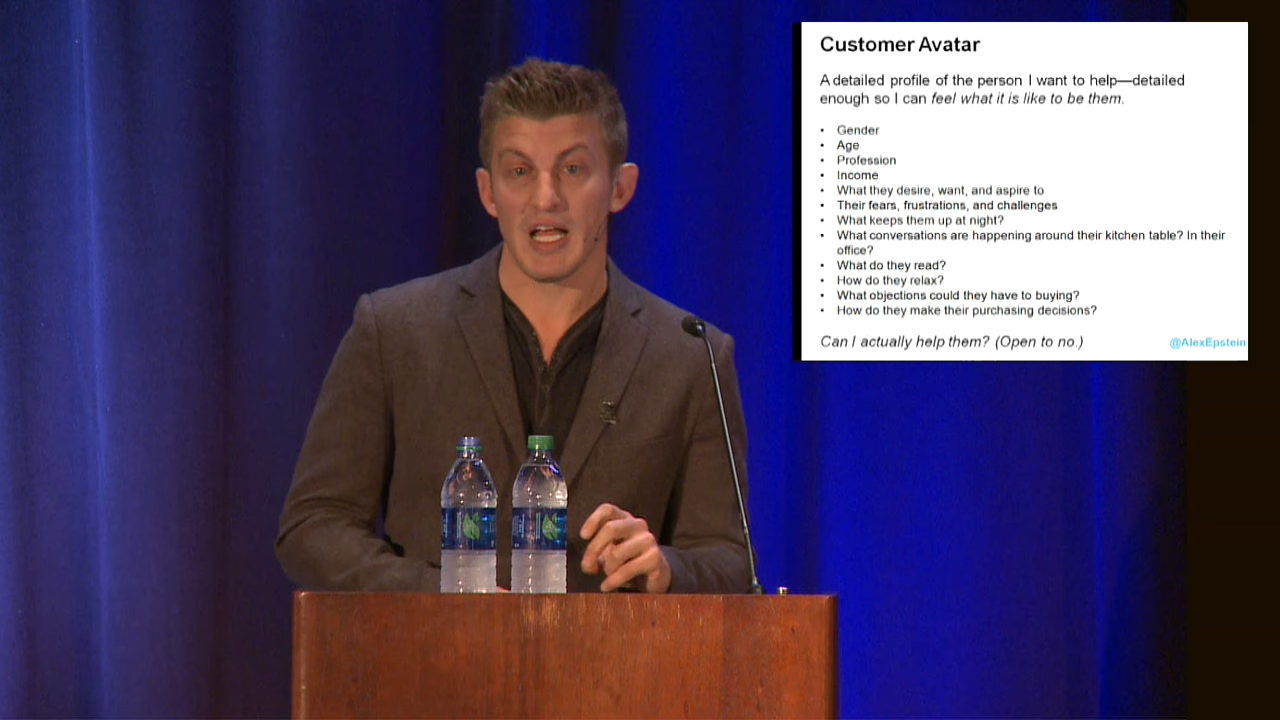 Customer Avatar
A detailed profile of the person I want to help—detailed
enough so I can feel what it is like to be them.
• Gender
• Age
• Profession
• Income
• What they desire, want, and aspire to
• Their fears, frustrations, and challenges
• What keeps them up at night?
• What conversations are happening around their kitchen table? In their
office?
• What do they read?
• How do they relax?
• What objections could they have to buying?
• How do they make their purchasing decisions?
Can I actually help them? (Open to no.)
@AlexEpstein